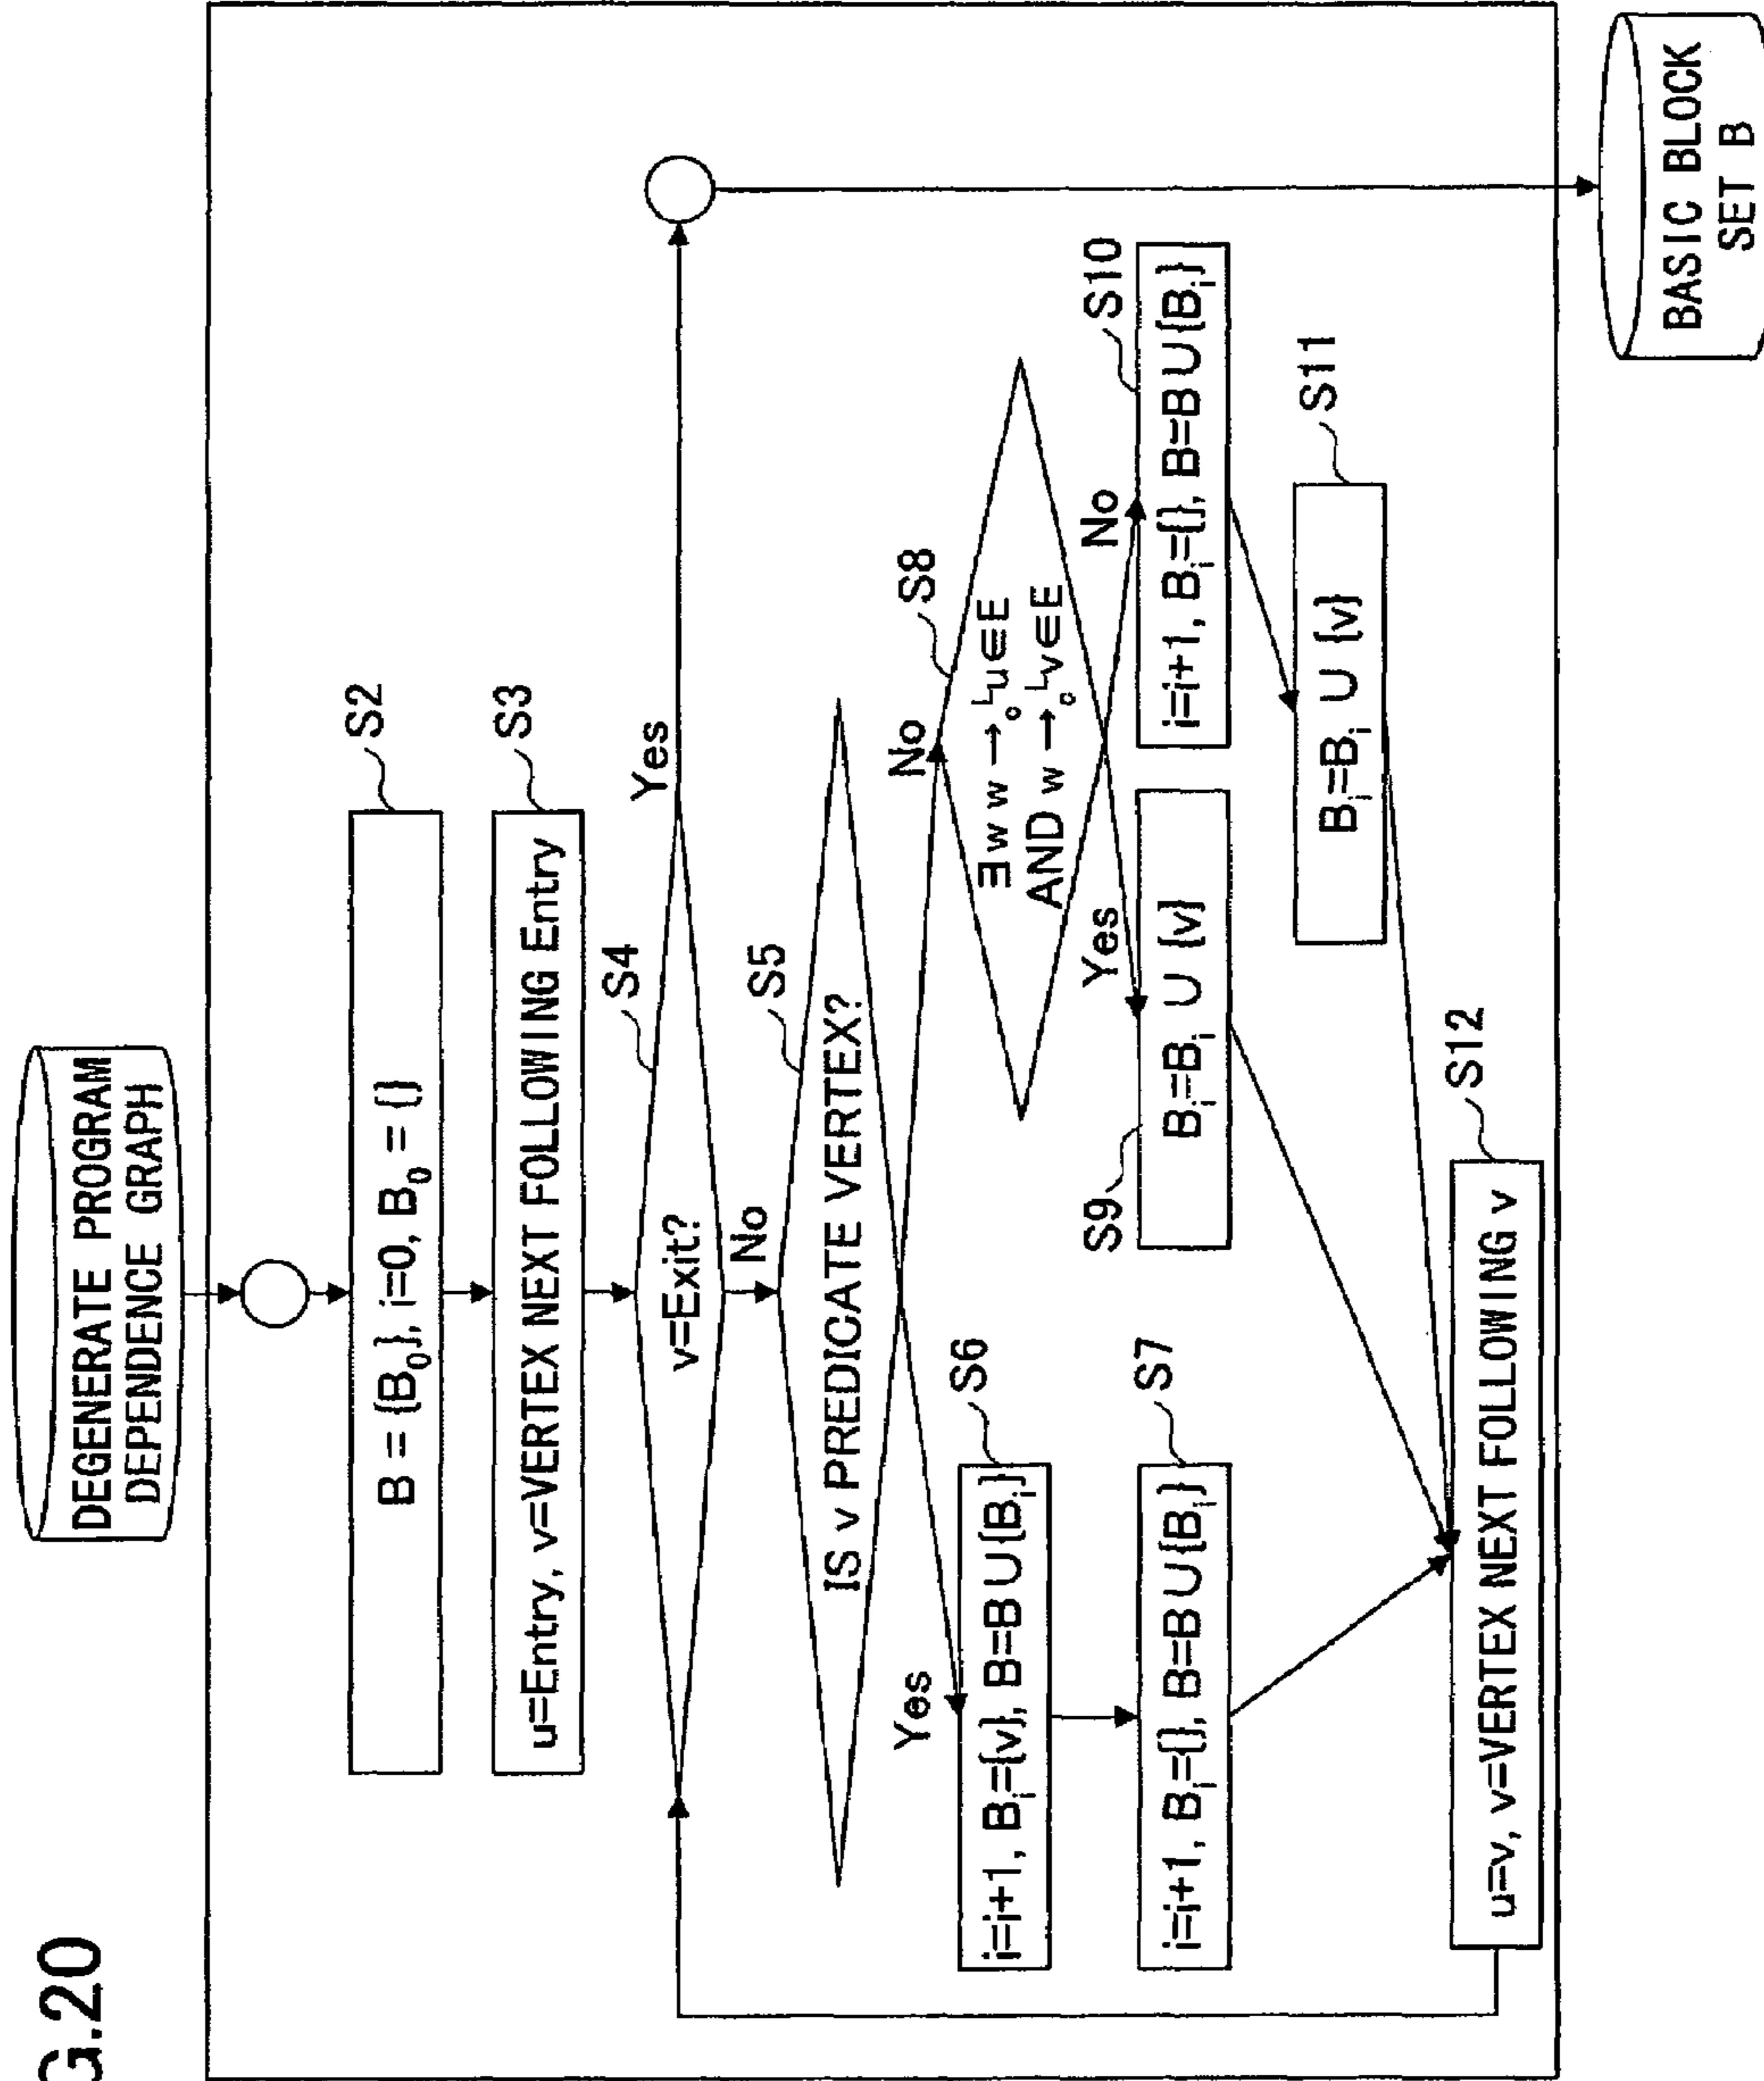 G.20
DEGENERATE PROGRAM
DEPENDENCE GRAPH
B = {B₀}, i=0, B₀ = {}
S2
u=Entry, v=VERTEX NEXT FOLLOWING Entry
S3
v=Exit?
S4
Yes
No
IS v PREDICATE VERTEX?
S5
Yes
No
i=i+1, Bᵢ={v}, B=B∪{Bᵢ}
S6
i=i+1, Bᵢ={}, B=B∪{Bᵢ}
S7
∃w w →c^L u∈E
AND w →c^L v∈E
S8
Yes
No
S9
Bᵢ=Bᵢ ∪ {v}
i=i+1, Bᵢ={}, B=B∪{Bᵢ}
S10
Bᵢ=Bᵢ ∪ {v}
S11
u=v, v=VERTEX NEXT FOLLOWING v
S12
BASIC BLOCK
SET B